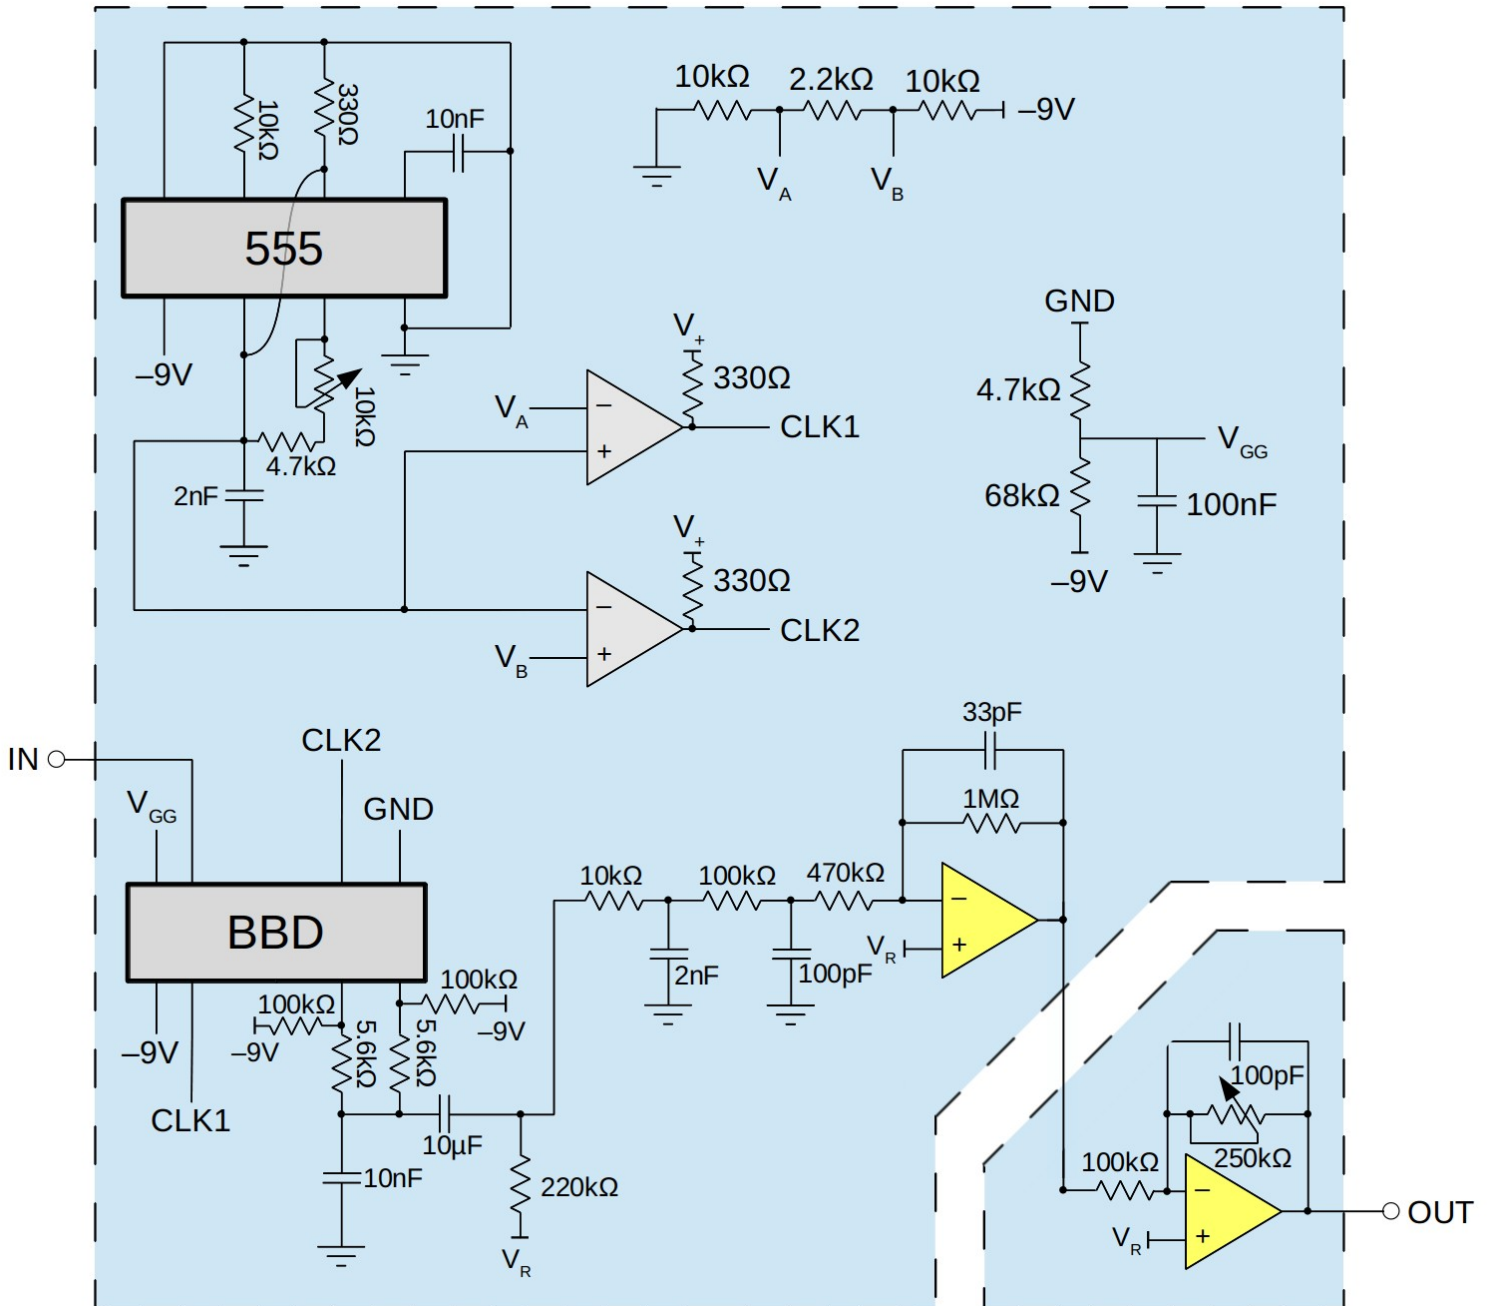 10kΩ
330Ω
10nF
555
–9V
10kΩ
4.7kΩ
2nF
10kΩ 2.2kΩ 10kΩ
–9V
VA VB
V+
330Ω
VA
CLK1
V+
330Ω
CLK2
VB
GND
4.7kΩ
VGG
68kΩ
100nF
–9V
IN
CLK2
VGG
GND
BBD
100kΩ
–9V
100kΩ
–9V
5.6kΩ
5.6kΩ
–9V
CLK1
10µF
10nF
220kΩ
VR
33pF
1MΩ
10kΩ 100kΩ 470kΩ
VR
2nF
100pF
100pF
250kΩ
100kΩ
VR
OUT